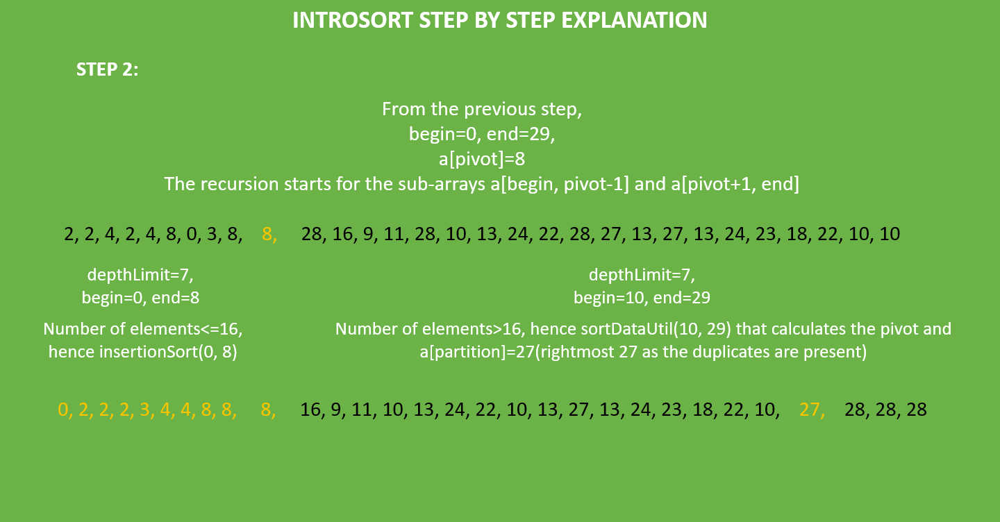 INTROSORT STEP BY STEP EXPLANATION
STEP 2:
From the previous step,
begin=0, end=29,
a[pivot]=8
The recursion starts for the sub-arrays a[begin, pivot-1] and a[pivot+1, end]
2, 2, 4, 2, 4, 8, 0, 3, 8, 8, 28, 16, 9, 11, 28, 10, 13, 24, 22, 28, 27, 13, 27, 13, 24, 23, 18, 22, 10, 10
depthLimit=7,
begin=0, end=8
Number of elements<=16,
hence insertionSort(0, 8)
depthLimit=7,
begin=10, end=29
Number of elements>16, hence sortDataUtil(10, 29) that calculates the pivot and
a[partition]=27(rightmost 27 as the duplicates are present)
0, 2, 2, 2, 3, 4, 4, 8, 8, 8, 16, 9, 11, 10, 13, 24, 22, 10, 13, 27, 13, 24, 23, 18, 22, 10, 27, 28, 28, 28